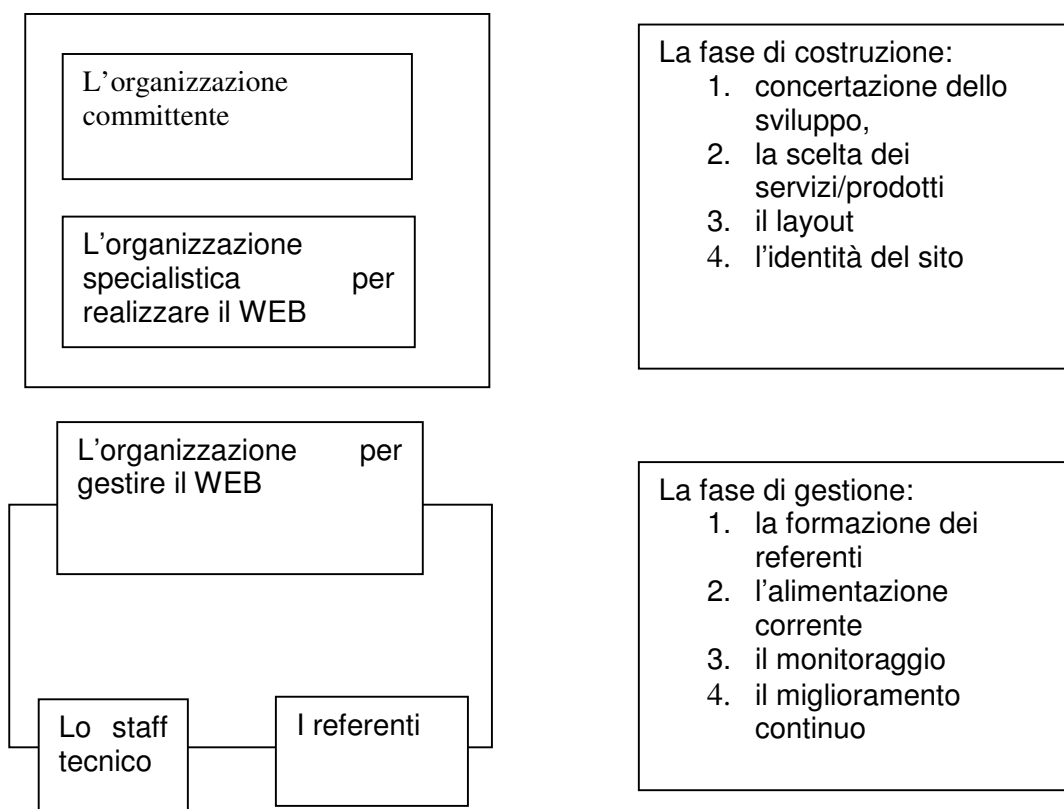 L'organizzazione
committente
L'organizzazione
specialistica per
realizzare il WEB
La fase di costruzione:
1. concertazione dello
sviluppo,
2. la scelta dei
servizi/prodotti
3. il layout
4. l'identità del sito
L'organizzazione per
gestire il WEB
Lo staff
tecnico
I referenti
La fase di gestione:
1. la formazione dei
referenti
2. l'alimentazione
corrente
3. il monitoraggio
4. il miglioramento
continuo